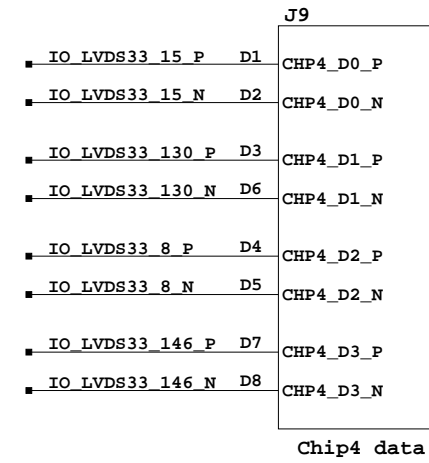 J9
IO_LVDS33_15_P D1 CHP4_D0_P
IO_LVDS33_15_N D2 CHP4_D0_N
IO_LVDS33_130_P D3 CHP4_D1_P
IO_LVDS33_130_N D6 CHP4_D1_N
IO_LVDS33_8_P D4 CHP4_D2_P
IO_LVDS33_8_N D5 CHP4_D2_N
IO_LVDS33_146_P D7 CHP4_D3_P
IO_LVDS33_146_N D8 CHP4_D3_N
Chip4 data